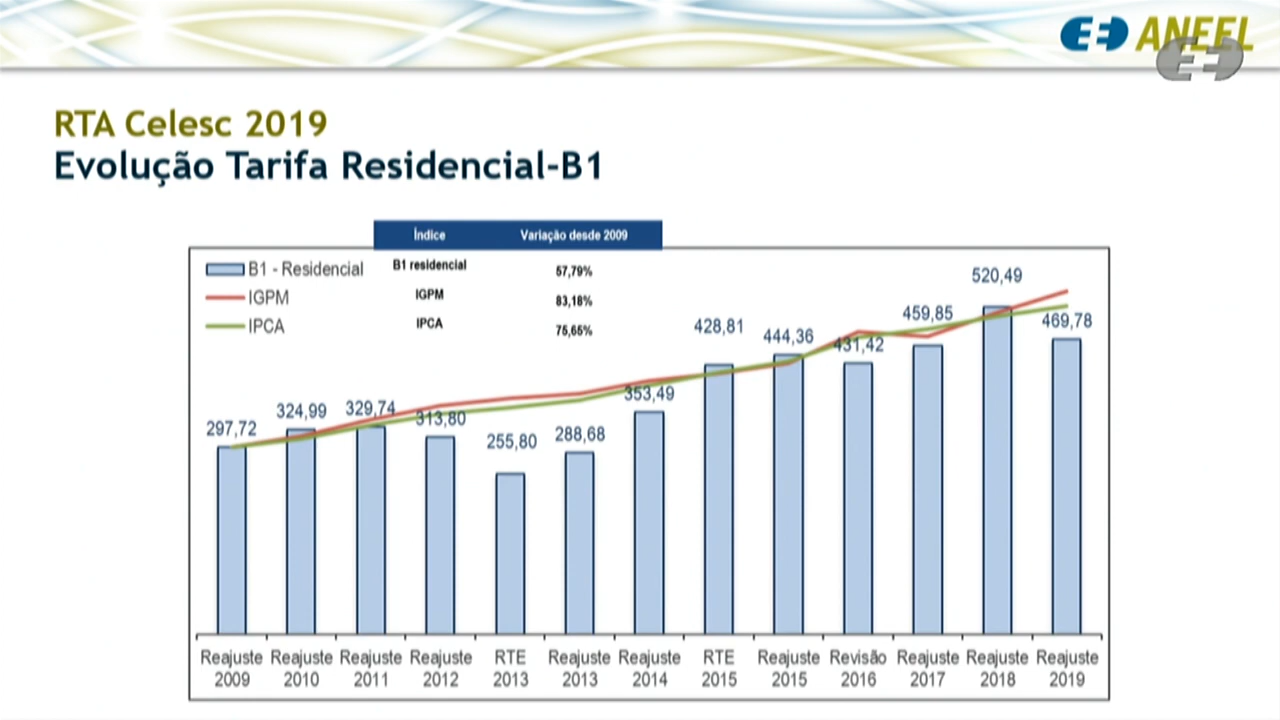 ANEEL
RTA Celesc 2019
Evolução Tarifa Residencial-B1
Índice Variação desde 2009
B1 residencial 57,79%
IGPM 83,18%
IPCA 75,65%
B1 - Residencial
IGPM
IPCA
297,72
324,99
329,74
313,80
255,80
288,68
353,49
428,81
444,36
431,42
459,85
520,49
469,78
Reajuste 2009
Reajuste 2010
Reajuste 2011
Reajuste 2012
RTE 2013
Reajuste 2013
Reajuste 2014
RTE 2015
Reajuste 2015
Revisão 2016
Reajuste 2017
Reajuste 2018
Reajuste 2019